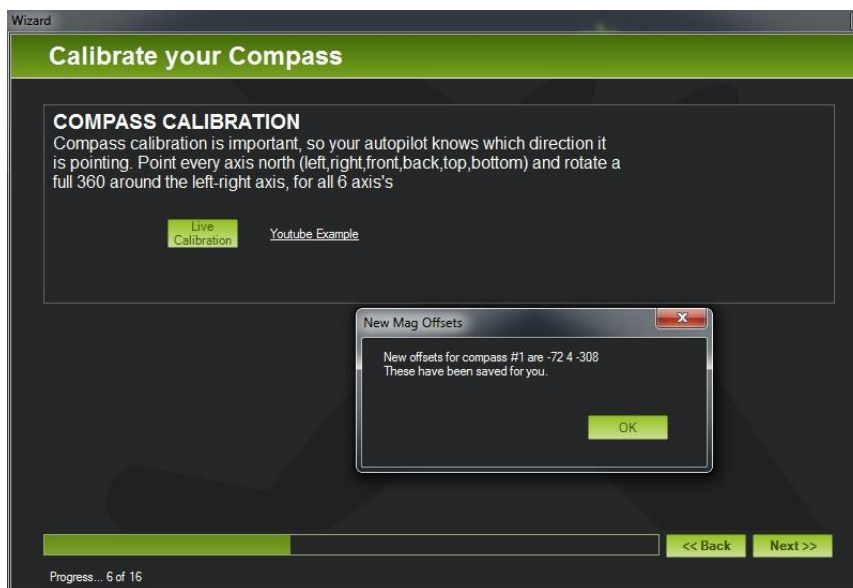 Wizard
Calibrate your Compass
COMPASS CALIBRATION
Compass calibration is important, so your autopilot knows which direction it
is pointing. Point every axis north (left,right,front,back,top,bottom) and rotate a
full 360 around the left-right axis, for all 6 axis's
Live
Calibration
Youtube Example
New Mag Offsets
New offsets for compass #1 are -72 4 -308
These have been saved for you.
OK
<< Back
Next >>
Progress... 6 of 16